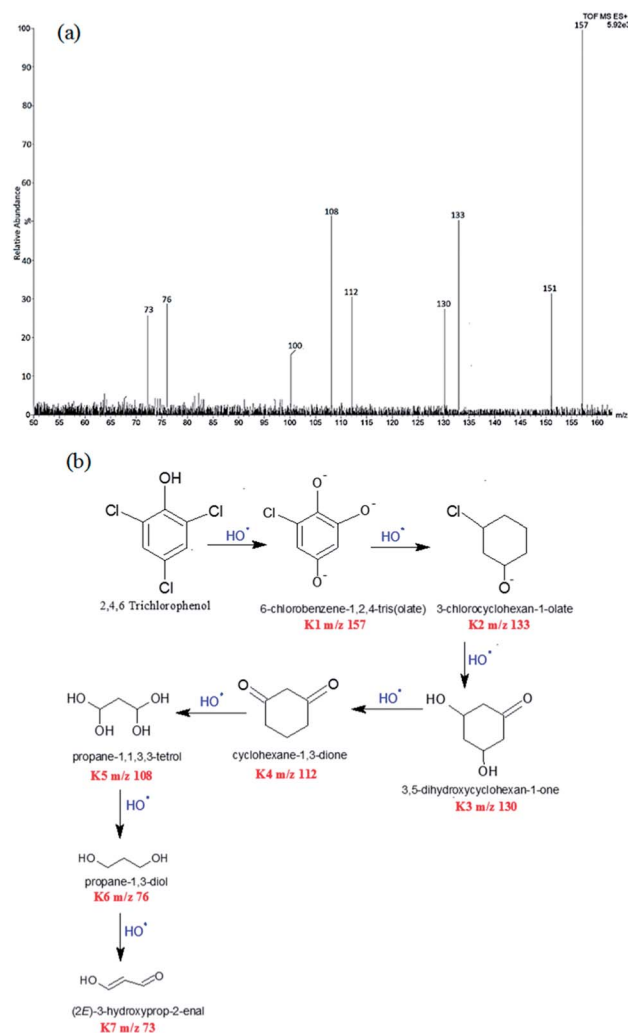 (a)
TOF MS ES+
5.92e
157
100
90
80
70
60
50
%
40
30
20
10
0
Relative Abundance
108
133
112
151
76
130
73
100
50 55 60 65 70 75 80 85 90 95 100 105 110 115 120 125 130 135 140 145 150 155 160 m/z
(b)
OH
Cl Cl
Cl
2,4,6 Trichlorophenol
HO•
O⁻
Cl O⁻
O⁻
6-chlorobenzene-1,2,4-tris(olate)
K1 m/z 157
HO•
Cl
O⁻
3-chlorocyclohexan-1-olate
K2 m/z 133
HO•
HO OH
OH OH
propane-1,1,3,3-tetrol
K5 m/z 108
HO•
O O
cyclohexane-1,3-dione
K4 m/z 112
HO•
HO O
OH
3,5-dihydroxycyclohexan-1-one
K3 m/z 130
HO•
HO OH
propane-1,3-diol
K6 m/z 76
HO•
HO O
(2E)-3-hydroxyprop-2-enal
K7 m/z 73